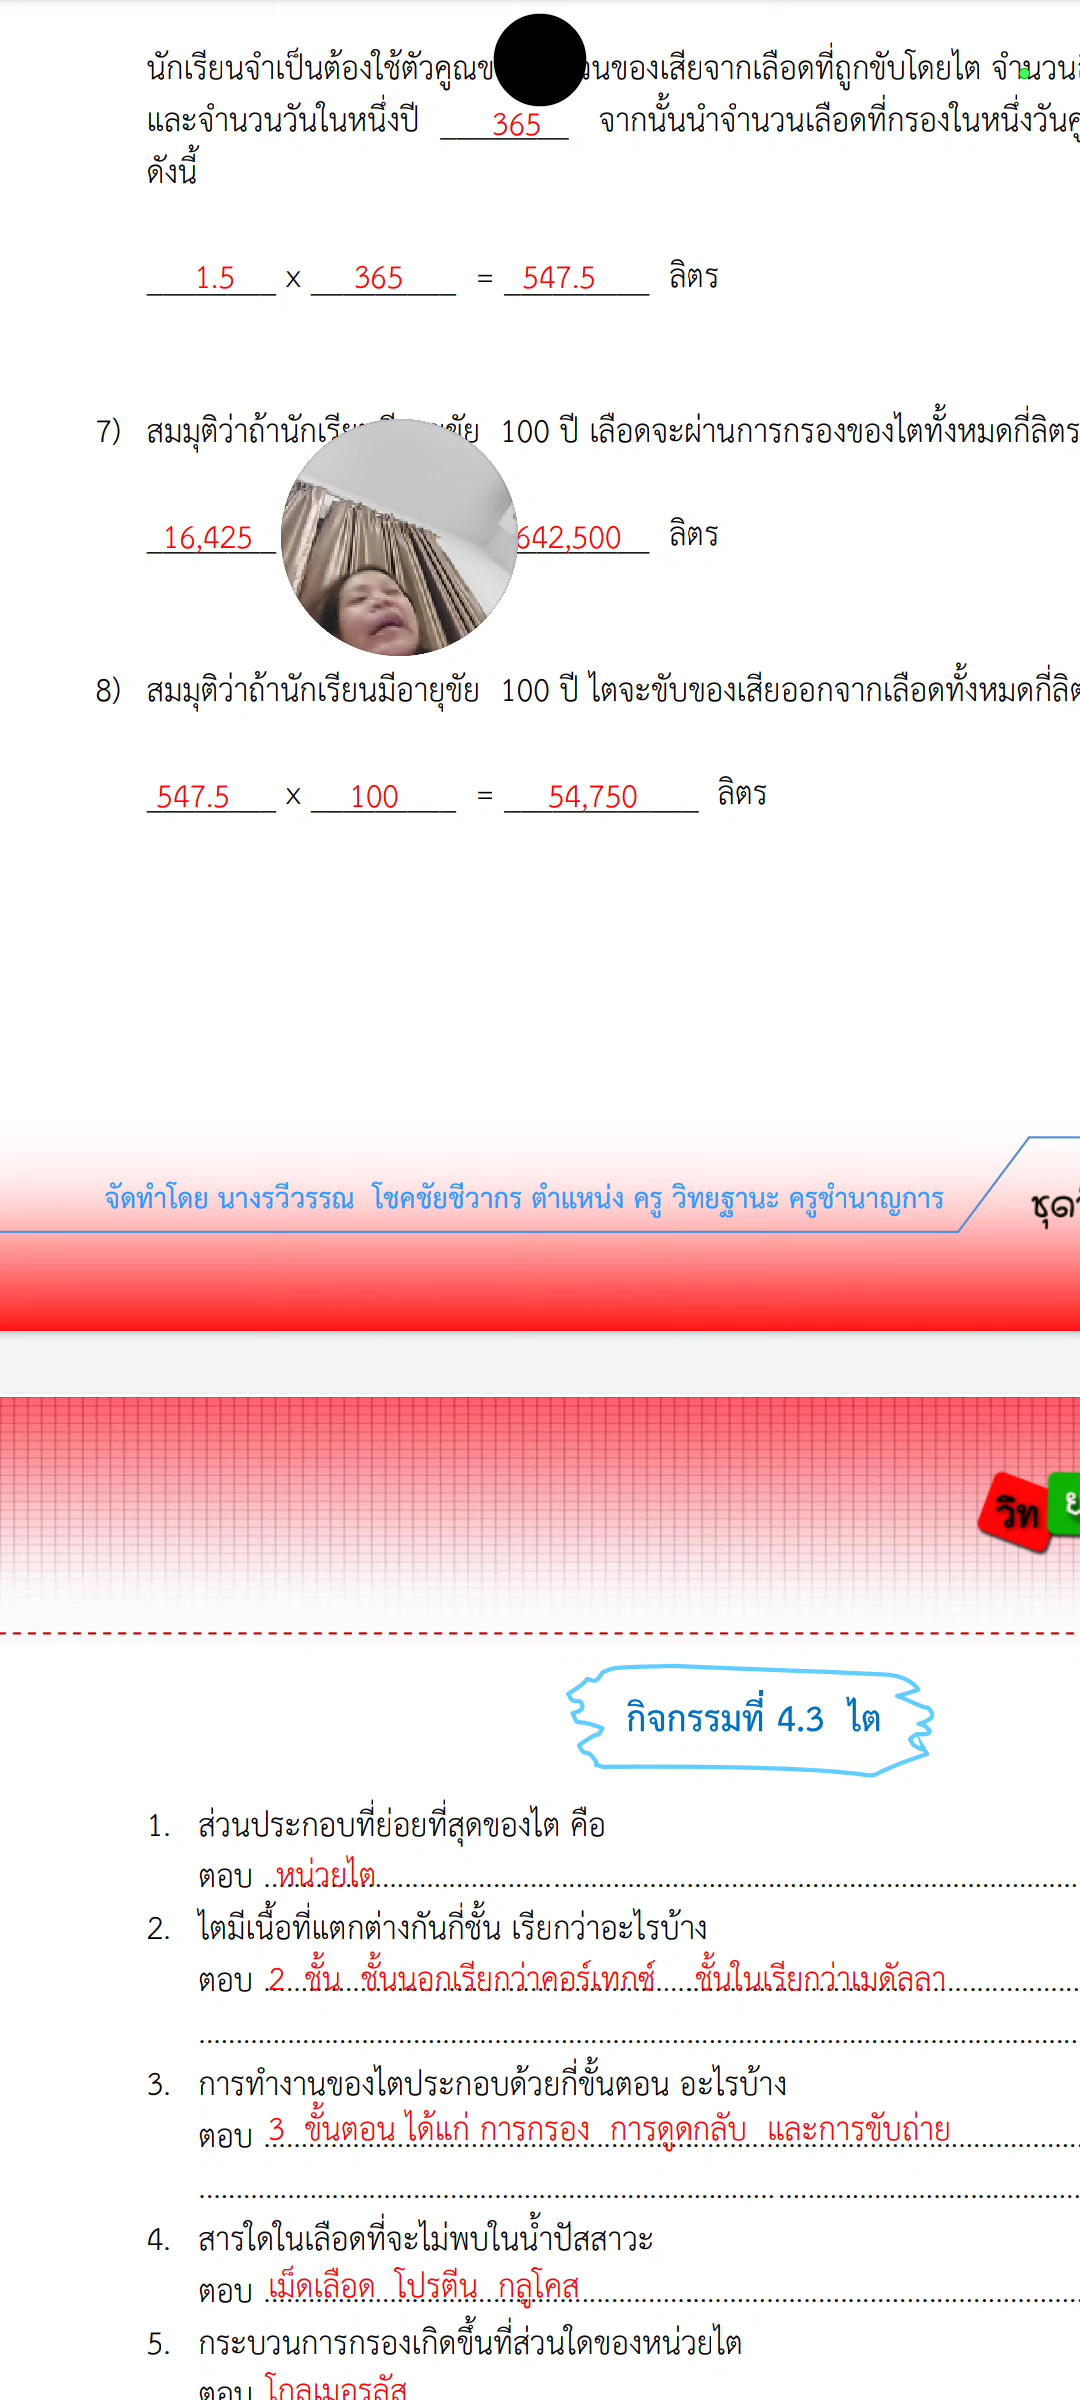 นักเรียนจำเป็นต้องใช้ตัวคูณข นของเสียจากเลือดที่ถูกขับโดยไต จำนวน
และจำนวนวันในหนึ่งปี 365 จากนั้นนำจำนวนเลือดที่กรองในหนึ่งวัน
ดังนี้
1.5 x 365 = 547.5 ลิตร
7) สมมุติว่าถ้านักเรี 100 ปี เลือดจะผ่านการกรองของไตทั้งหมดกี่ลิตร
16,425 642,500 ลิตร
8) สมมุติว่าถ้านักเรียนมีอายุขัย 100 ปี ไตจะขับของเสียออกจากเลือดทั้งหมดกี่ลิต
547.5 x 100 = 54,750 ลิตร
จัดทำโดย นางรวีวรรณ โชคชัยชีวากร ตำแหน่ง ครู วิทยฐานะ ครูชำนาญการ
ชุด
วิท ย
กิจกรรมที่ 4.3 ไต
1. ส่วนประกอบที่ย่อยที่สุดของไต คือ
ตอบ หน่วยไต
2. ไตมีเนื้อที่แตกต่างกันกี่ชั้น เรียกว่าอะไรบ้าง
ตอบ 2 ชั้น ชั้นนอกเรียกว่าคอร์เทกซ์ ชั้นในเรียกว่าเมดัลลา
3. การทำงานของไตประกอบด้วยกี่ขั้นตอน อะไรบ้าง
ตอบ 3 ขั้นตอน ได้แก่ การกรอง การดูดกลับ และการขับถ่าย
4. สารใดในเลือดที่จะไม่พบในน้ำปัสสาวะ
ตอบ เม็ดเลือด โปรตีน กลูโคส
5. กระบวนการกรองเกิดขึ้นที่ส่วนใดของหน่วยไต
ตอบ โกลเมอรูลัส